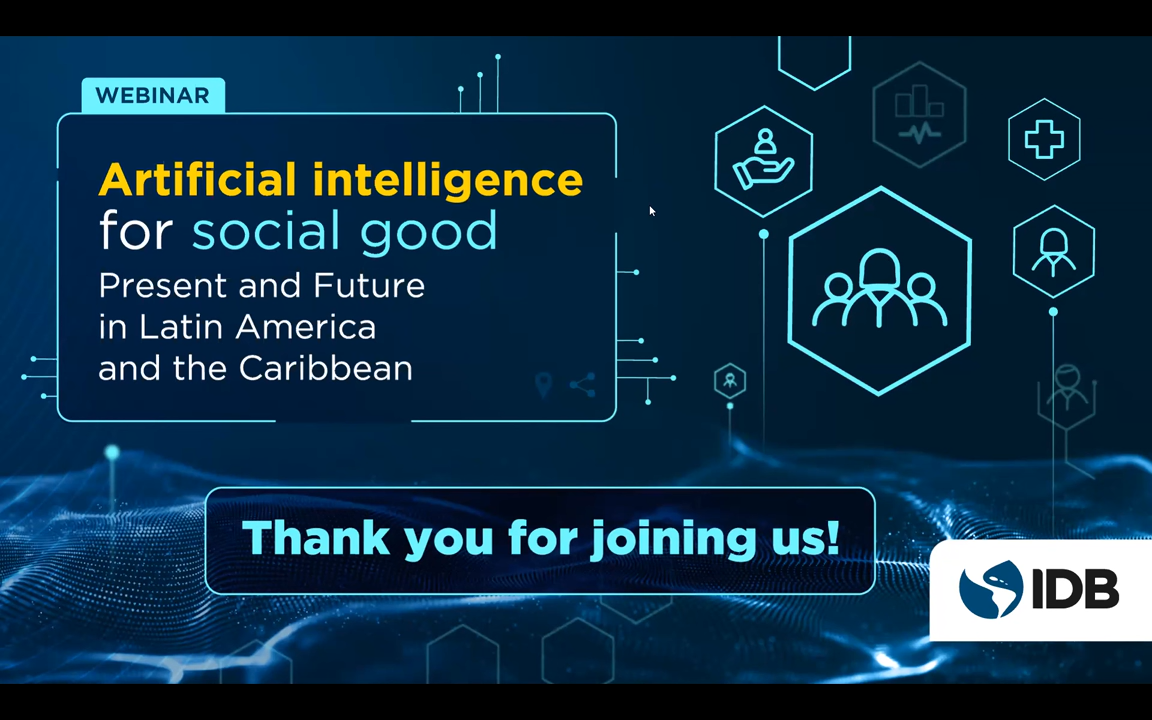 WEBINAR
Artificial intelligence
for social good
Present and Future
in Latin America
and the Caribbean
Thank you for joining us!
IDB